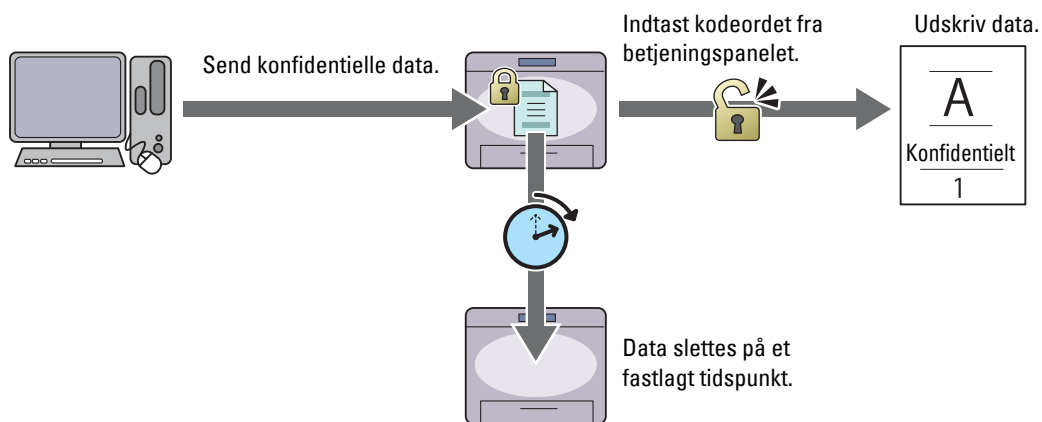 Send konfidentielle data.
Indtast kodeordet fra
betjeningspanelet.
Udskriv data.
A
Konfidentielt
1
Data slettes på et
fastlagt tidspunkt.